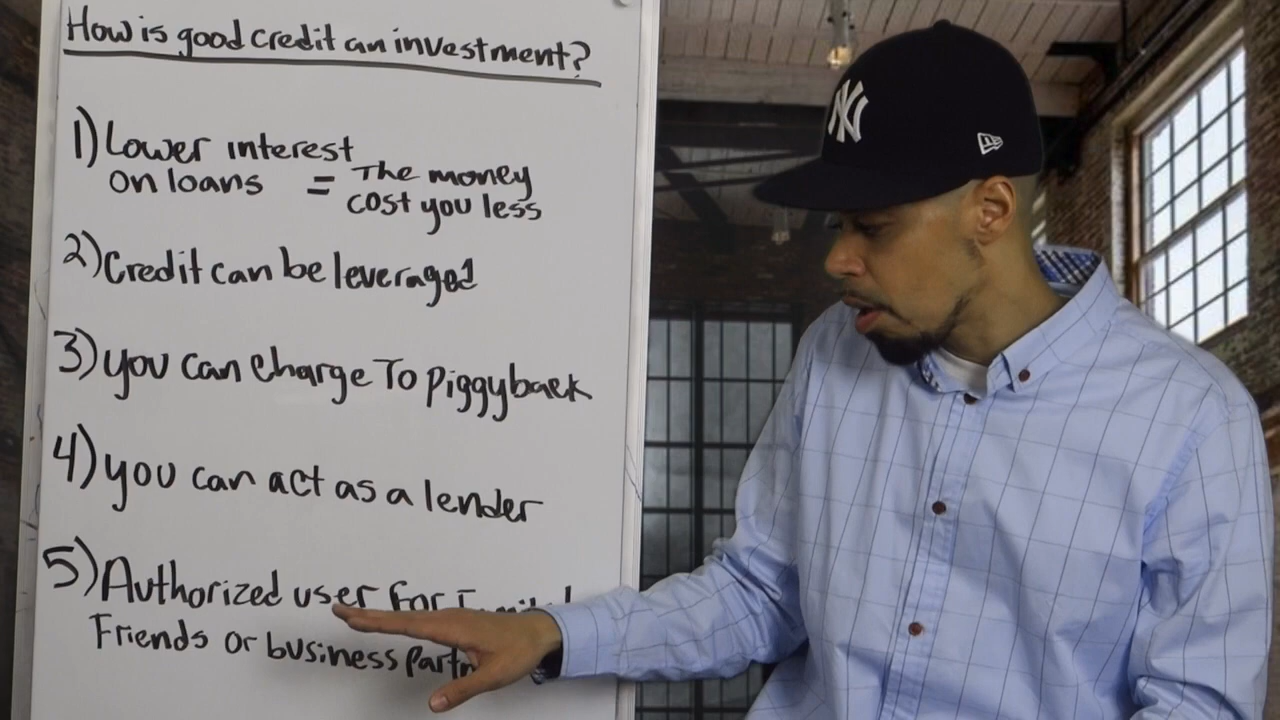 How is good credit an investment?
1) Lower interest
on loans = The money
cost you less
2) Credit can be leveraged
3) you can charge To piggyback
4) you can act as a lender
5) Authorized user For
Friends or business
NY